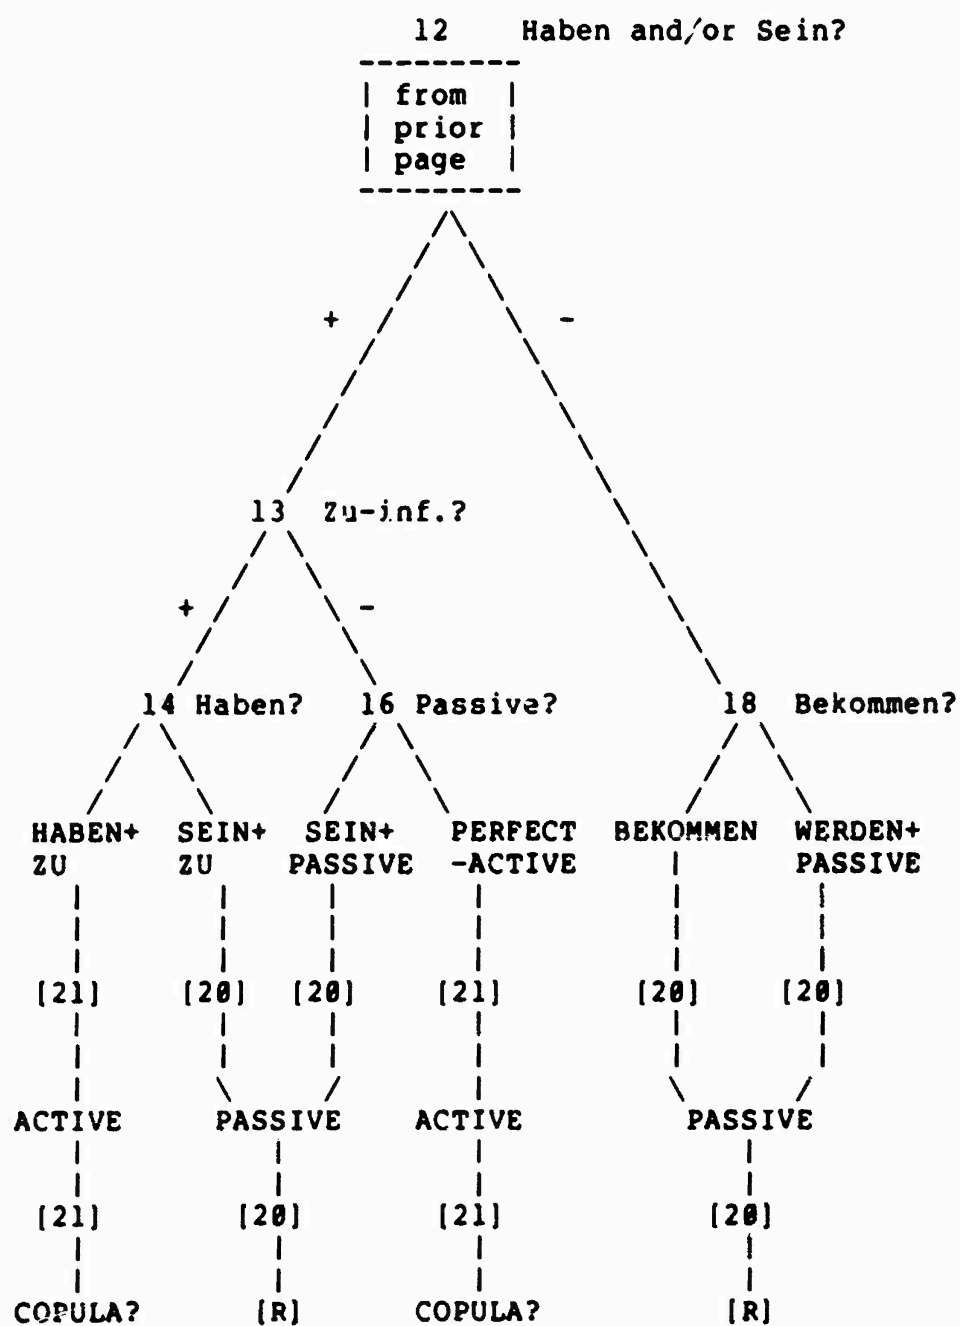 12 Haben and/or Sein?
from
prior
page
+ -
13 Zu-inf.?
+ -
14 Haben? 16 Passive? 18 Bekommen?
HABEN+ SEIN+ SEIN+ PERFECT BEKOMMEN WERDEN+
ZU ZU PASSIVE -ACTIVE PASSIVE
[21] [20] [20] [21] [20] [20]
ACTIVE PASSIVE ACTIVE PASSIVE
[21] [20] [21] [20]
COPULA? [R] COPULA? [R]